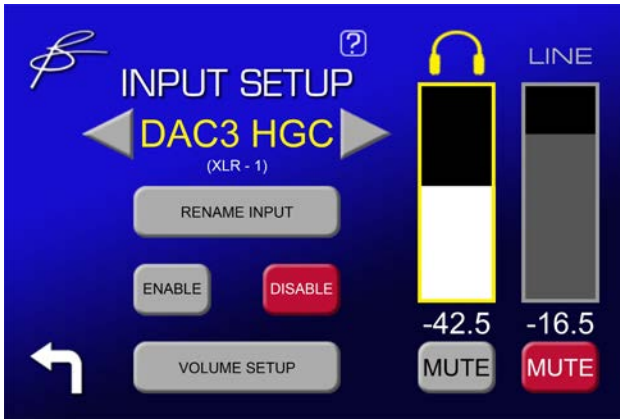 ?
INPUT SETUP
DAC3 HGC
(XLR - 1)
RENAME INPUT
ENABLE DISABLE
VOLUME SETUP
LINE
-42.5 -16.5
MUTE MUTE